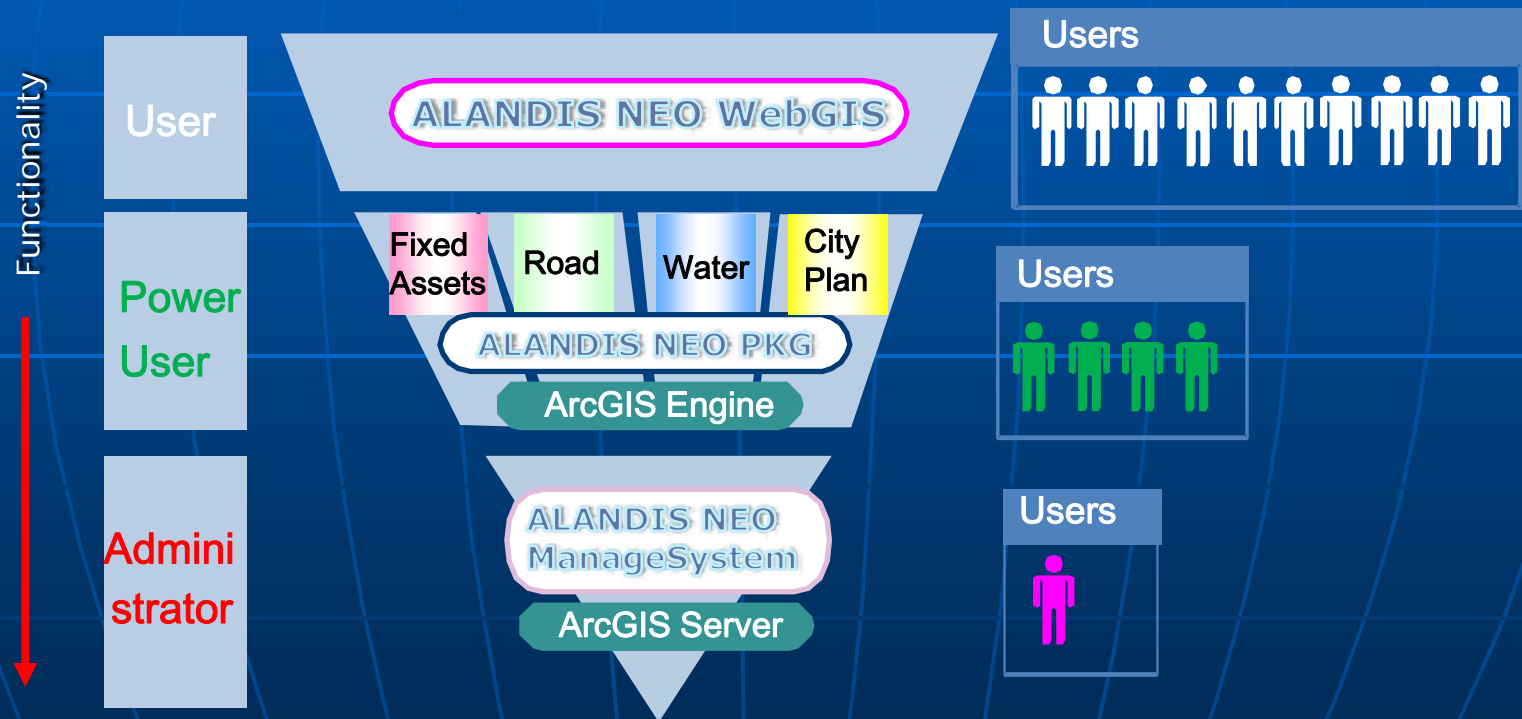 Functionality
User
ALANDIS NEO WebGIS
Users
Power
User
Fixed
Assets
Road
Water
City
Plan
ALANDIS NEO PKG
ArcGIS Engine
Users
Admini
strator
ALANDIS NEO
ManageSystem
ArcGIS Server
Users